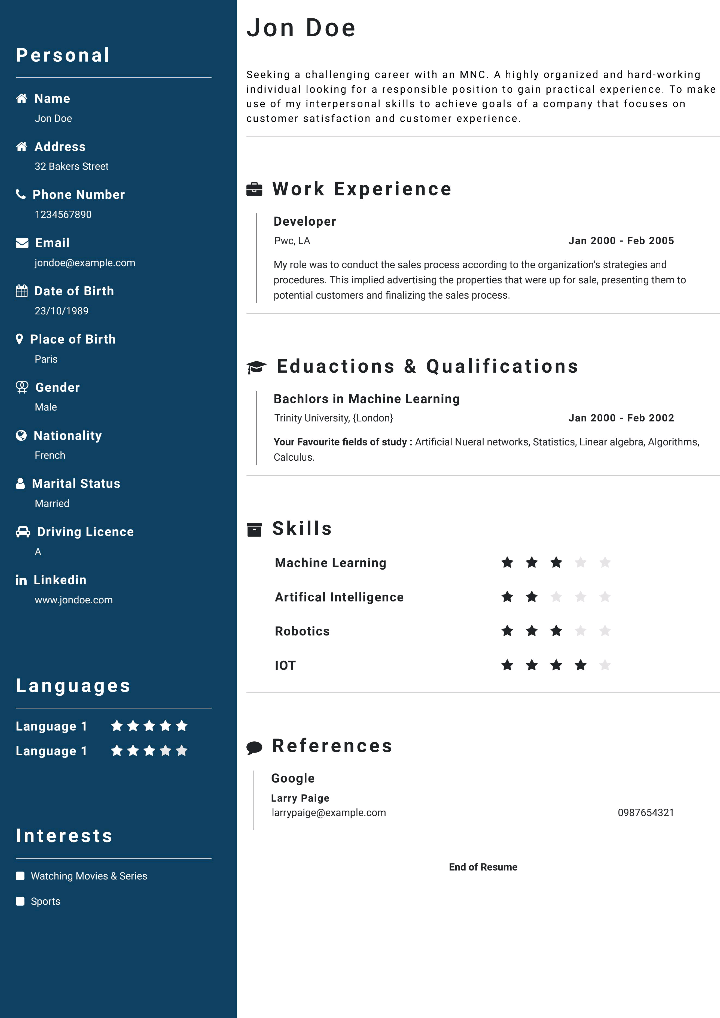 Personal
Name
Jon Doe
Address
32 Bakers Street
Phone Number
1234567890
Email
jondoe@example.com
Date of Birth
23/10/1989
Place of Birth
Paris
Gender
Male
Nationality
French
Marital Status
Married
Driving Licence
A
Linkedin
www.jondoe.com
Languages
Language 1
Language 1
Interests
Watching Movies & Series
Sports
Jon Doe
Seeking a challenging career with an MNC. A highly organized and hard-working
individual looking for a responsible position to gain practical experience. To make
use of my interpersonal skills to achieve goals of a company that focuses on
customer satisfaction and customer experience.
Work Experience
Developer
Pwc, LA Jan 2000 - Feb 2005
My role was to conduct the sales process according to the organization's strategies and
procedures. This implied advertising the properties that were up for sale, presenting them to
potential customers and finalizing the sales process.
Eduactions & Qualifications
Bachlors in Machine Learning
Trinity University, {London} Jan 2000 - Feb 2002
Your Favourite fields of study : Artificial Nueral networks, Statistics, Linear algebra, Algorithms,
Calculus.
Skills
Machine Learning
Artifical Intelligence
Robotics
IOT
References
Google
Larry Paige
larrypaige@example.com 0987654321
End of Resume